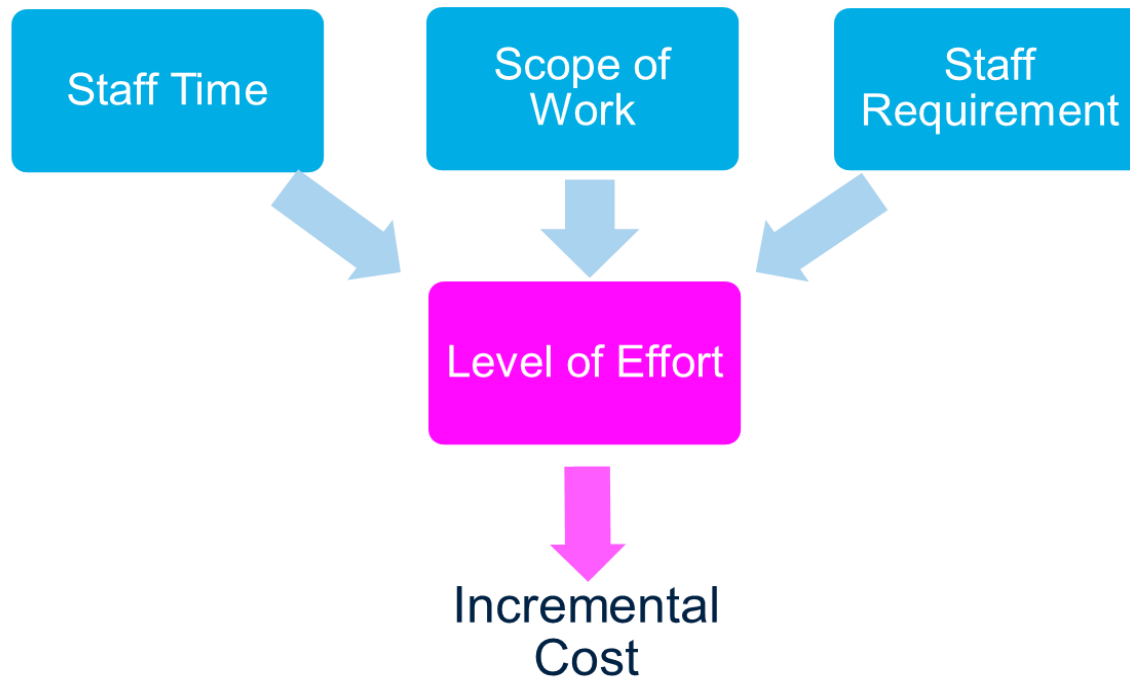 Staff Time
Scope of
Work
Staff
Requirement
Level of Effort
Incremental
Cost